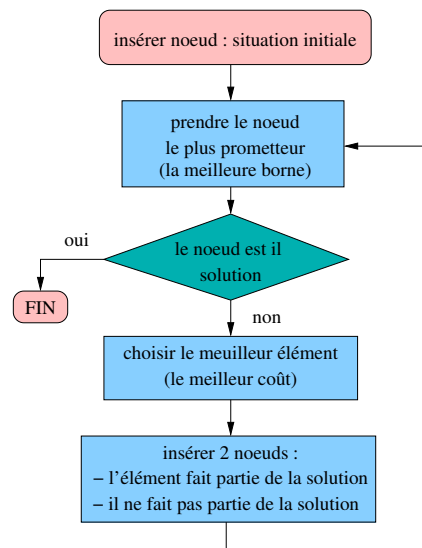 insérer noeud : situation initiale
prendre le noeud
le plus prometteur
(la meilleure borne)
oui
le noeud est il
solution
FIN
non
choisir le meuilleur élément
(le meilleur coût)
insérer 2 noeuds :
– l'élément fait partie de la solution
– il ne fait pas partie de la solution